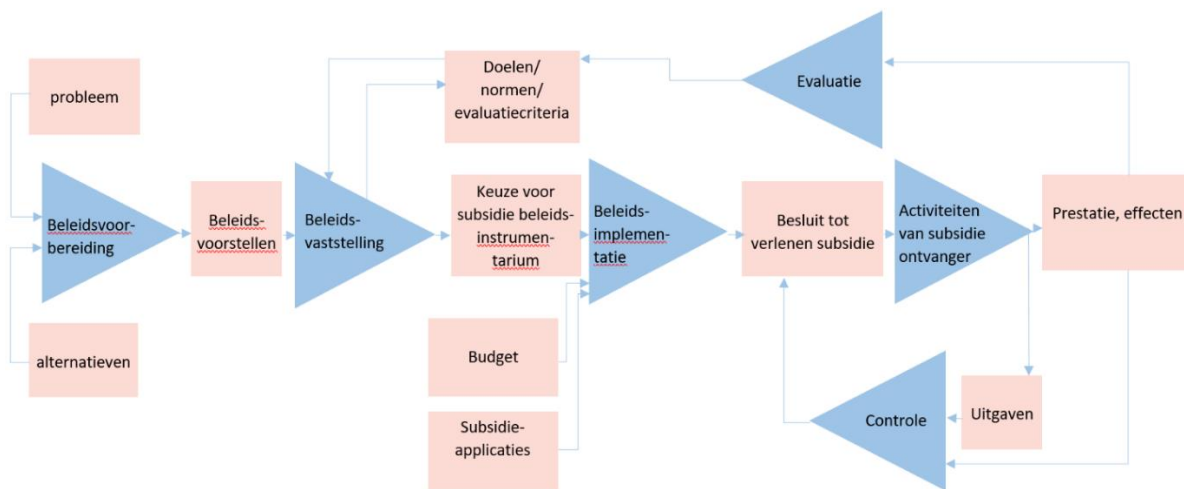 probleem
Doelen/
normen/
evaluatiecriteria
Evaluatie
Beleidsvoor-
bereiding
Beleids-
voorstellen
Beleids-
vaststelling
Keuze voor
subsidie beleids-
instrumen-
tarium
Beleids-
implemen-
tatie
Besluit tot
verlenen subsidie
Activiteiten
van subsidie
ontvanger
Prestatie, effecten
alternatieven
Budget
Subsidie-
applicaties
Controle
Uitgaven